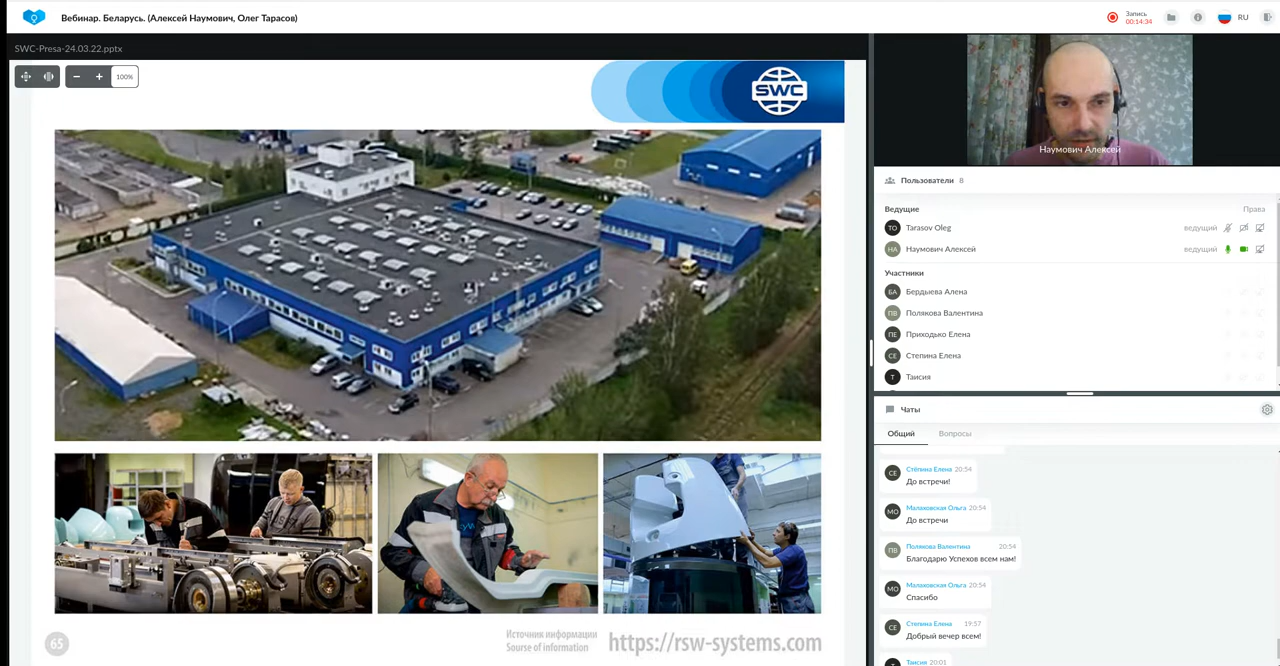 Вебинар. Беларусь. (Алексей Наумович, Олег Тарасов)
Запись
00:14:34
RU
SWC-Presa-24.03.22.pptx
100%
SWC
Наумович Алексей
65
Источник информации
Sourse of information
https://rsw-systems.com
Пользователи 8
Ведущие Права
TO Tarasov Oleg ведущий
НА Наумович Алексей ведущий
Участники
БА Бердыева Алена
ПВ Полякова Валентина
ПЕ Приходько Елена
СЕ Степина Елена
Т Таисия
Чаты
Общий Вопросы
СЕ Стёпина Елена 20:54
До встречи!
МО Малаховская Ольга 20:54
До встречи
ПВ Полякова Валентина 20:54
Благодарю Успехов всем нам!
МО Малаховская Ольга 20:54
Спасибо
СЕ Степина Елена 19:57
Добрый вечер всем!
Таисия 20:01